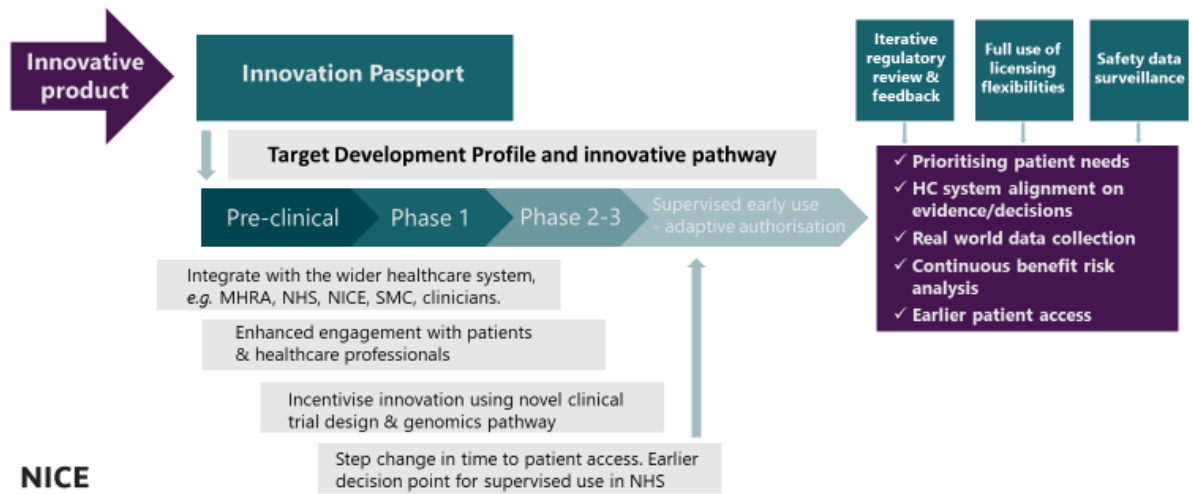 Innovative
product
Innovation Passport
Iterative
regulatory
review &
feedback
Full use of
licensing
flexibilities
Safety data
surveillance
Target Development Profile and innovative pathway
Pre-clinical
Phase 1
Phase 2-3
Supervised early use
- adaptive authorisation
✓ Prioritising patient needs
✓ HC system alignment on
evidence/decisions
✓ Real world data collection
✓ Continuous benefit risk
analysis
✓ Earlier patient access
Integrate with the wider healthcare system,
e.g. MHRA, NHS, NICE, SMC, clinicians.
Enhanced engagement with patients
& healthcare professionals
Incentivise innovation using novel clinical
trial design & genomics pathway
Step change in time to patient access. Earlier
decision point for supervised use in NHS
NICE